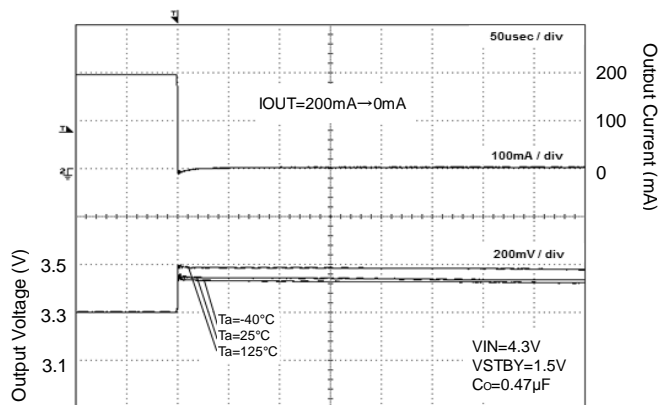 50usec / div
200
IOUT=200mA→0mA
100
100mA / div
0
Output Current (mA)
200mV / div
3.5
3.3
3.1
Output Voltage (V)
Ta=-40°C
Ta=25°C
Ta=125°C
VIN=4.3V
VSTBY=1.5V
Co=0.47μF